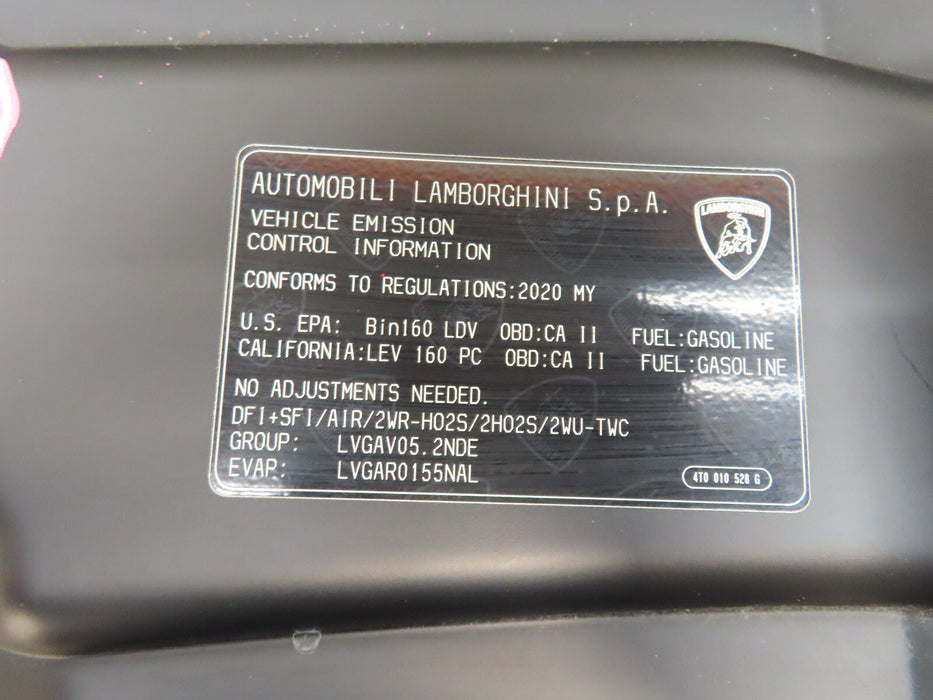 AUTOMOBILI LAMBORGHINI S.p.A.
LAMBORGHINI
VEHICLE EMISSION
CONTROL INFORMATION
CONFORMS TO REGULATIONS:2020 MY
U.S. EPA: Bin160 LDV OBD:CA II FUEL:GASOLINE
CALIFORNIA:LEV 160 PC OBD:CA II FUEL:GASOLINE
NO ADJUSTMENTS NEEDED.
DFI+SFI/AIR/2WR-HO2S/2HO2S/2WU-TWC
GROUP: LVGAV05.2NDE
EVAP: LVGAR0155NAL
4T0 010 528 G